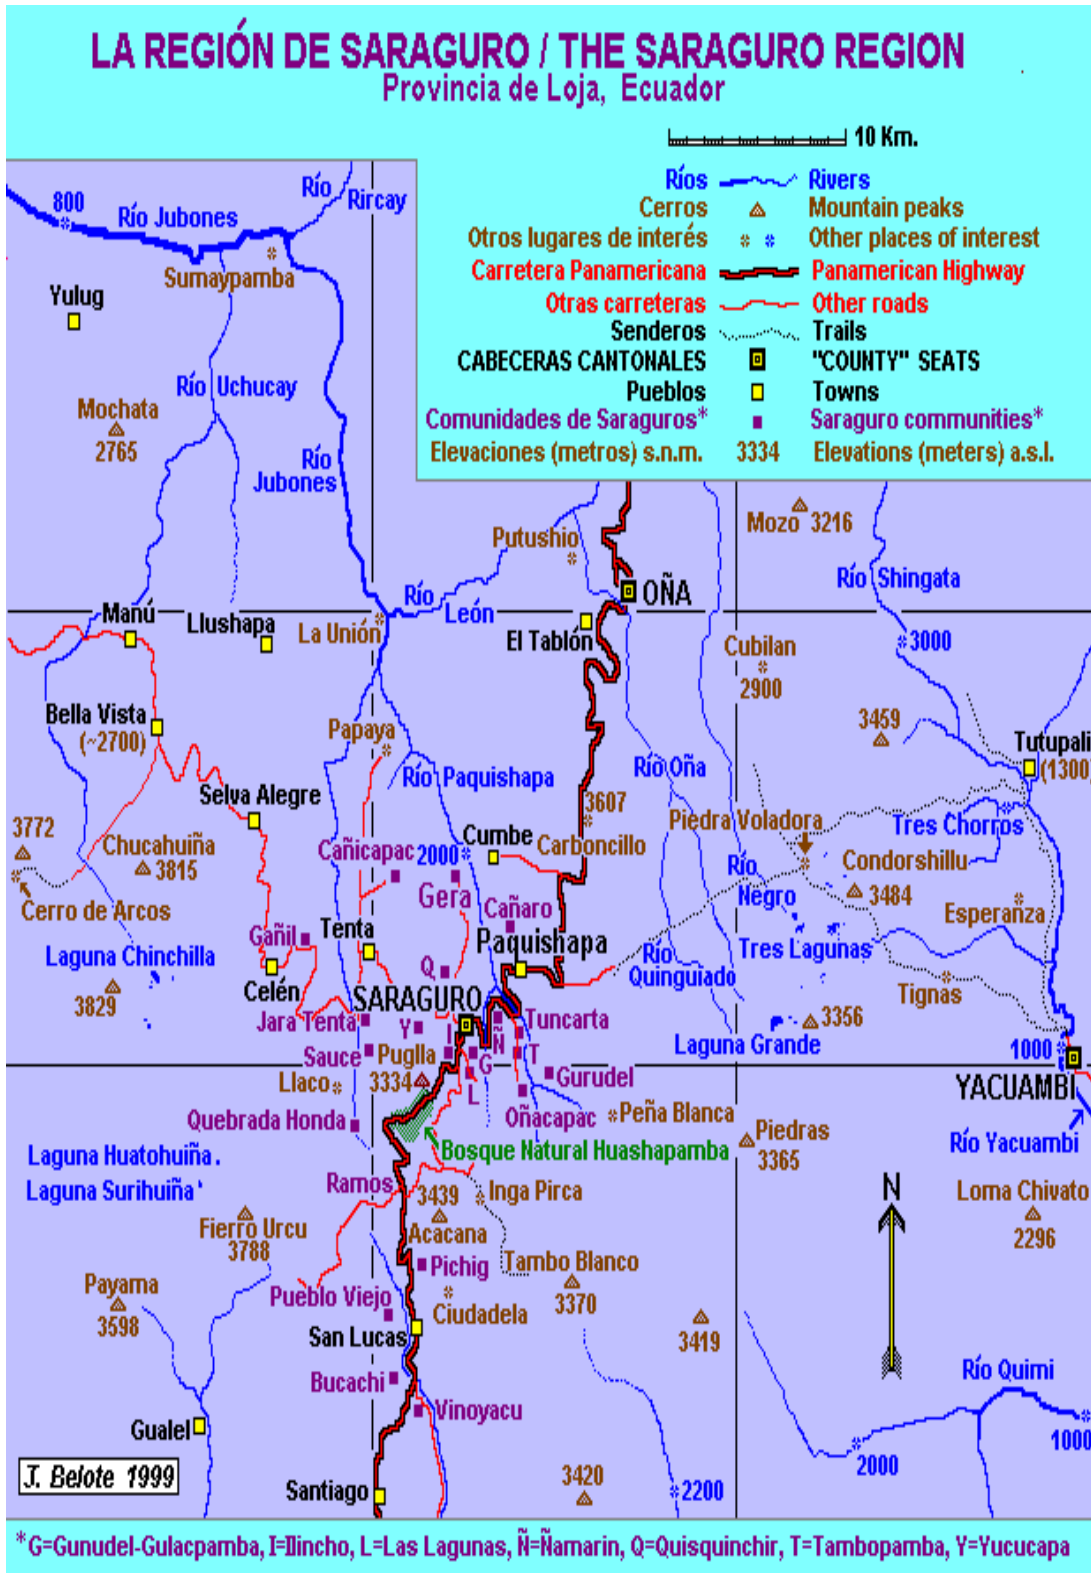 LA REGIÓN DE SARAGURO / THE SARAGURO REGION
Provincia de Loja, Ecuador
10 Km.
Ríos Rivers
Cerros Mountain peaks
Otros lugares de interés Other places of interest
Carretera Panamericana Panamerican Highway
Otras carreteras Other roads
Senderos Trails
CABECERAS CANTONALES "COUNTY" SEATS
Pueblos Towns
Comunidades de Saraguros* Saraguro communities*
Elevaciones (metros) s.n.m. 3334 Elevations (meters) a.s.l.
800
Río Jubones
Río
Rircay
Sumaypamba
Yulug
Río Uchucay
Mochata
2765
Río
Jubones
Mozo 3216
Putushio
Río Shingata
OÑA
Río
León
Manú
Llushapa
La Unión
El Tablón
3000
Cubilan
2900
Bella Vista
(~2700)
Papaya
3459
Tutupali
(1300)
Río Paquishapa
Río Oña
Selva Alegre
3607
Carboncillo
Piedra Voladora
Tres Chorros
3772
Chucahuiña
3815
Cumbe
2000
Cañicapac
Gera
Condorshillu
3484
Río
Negro
Cerro de Arcos
Cañaro
Esperanza
Gañil
Tenta
Paquishapa
Tres Lagunas
Laguna Chinchilla
Q
Río
Quinguiado
Celén
Tignas
3829
SARAGURO
Jara Tenta
Y
Tuncarta
3356
I
Ñ
Laguna Grande
1000
Sauce
Puglla
3334
G
T
Llaco
L
Gurudel
YACUAMBI
Quebrada Honda
Oñacapac
Peña Blanca
Piedras
3365
Río Yacuambi
Bosque Natural Huashapamba
Laguna Huatohuiña
Laguna Surihuiña
Ramos
3439
Acacana
Inga Pirca
N
Loma Chivato
2296
Fierro Urcu
3788
Pichig
Tambo Blanco
3370
Payama
3598
Pueblo Viejo
Ciudadela
San Lucas
3419
Bucachi
Río Quimi
Vinoyacu
Gualel
1000
2000
J. Belote 1999
Santiago
3420
2200
*G=Gunudel-Gulacpamba, I=Ilincho, L=Las Lagunas, Ñ=Ñamarin, Q=Quisquinchir, T=Tambopamba, Y=Yucucapa